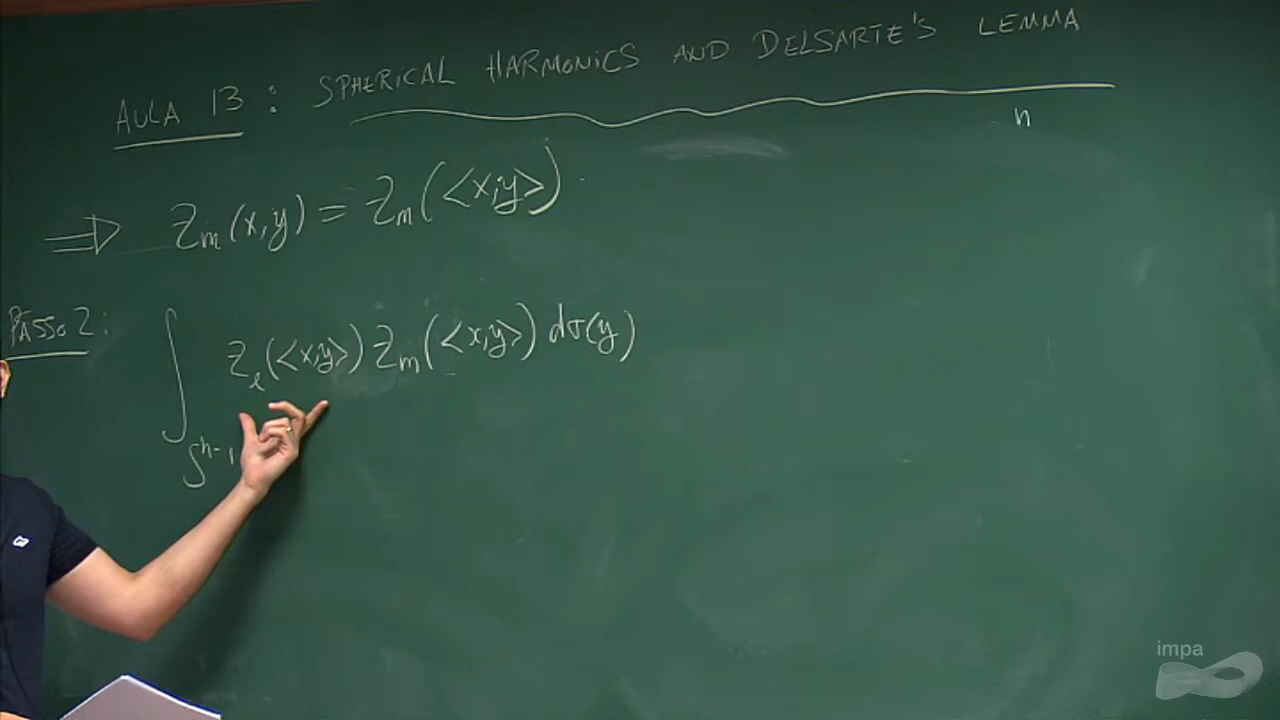 AULA 13 : SPHERICAL HARMONICS AND DELSARTE'S LEMMA
n
⟹ Z_m(x,y) = Z_m(<x,y>).
PASSO 2: ∫_{S^{n-1}} Z_ℓ(<x,y>) Z_m(<x,y>) dσ(y)
impa